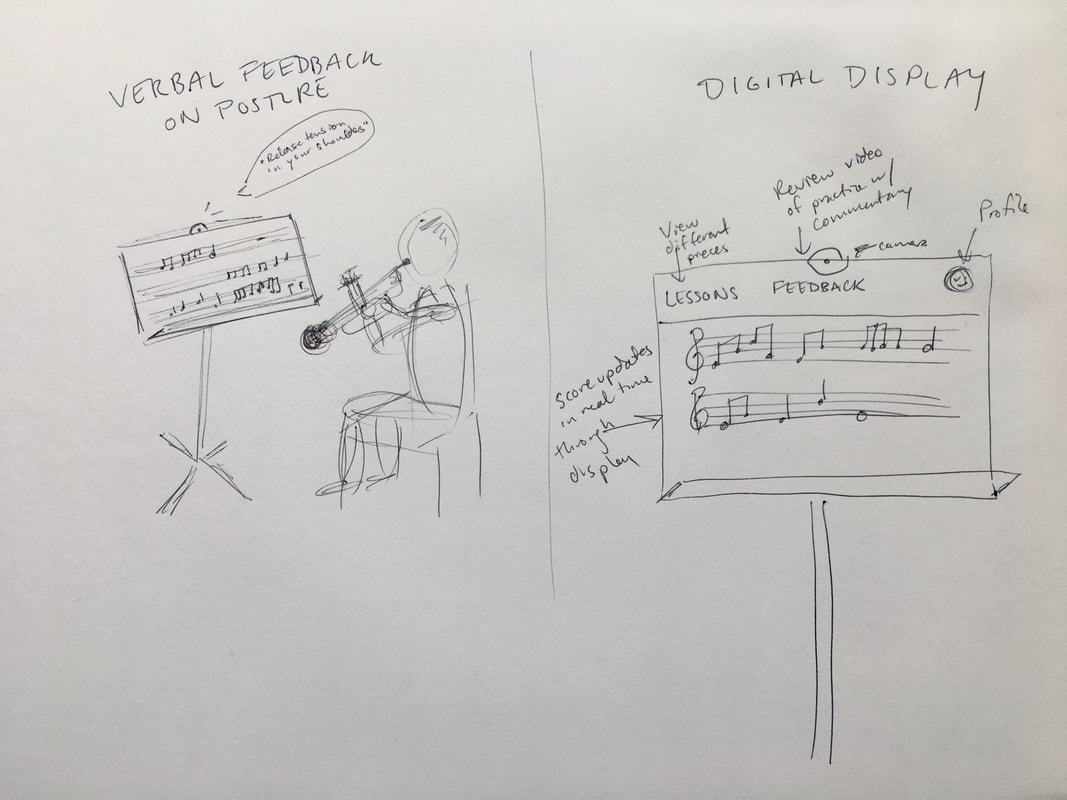 VERBAL FEEDBACK
ON POSTURE
"Release tension
in your shoulders"
DIGITAL DISPLAY
View
different
pieces
Review video
of practice w/
commentary
camera
Profile
LESSONS FEEDBACK
Score updates
in real time
through
display